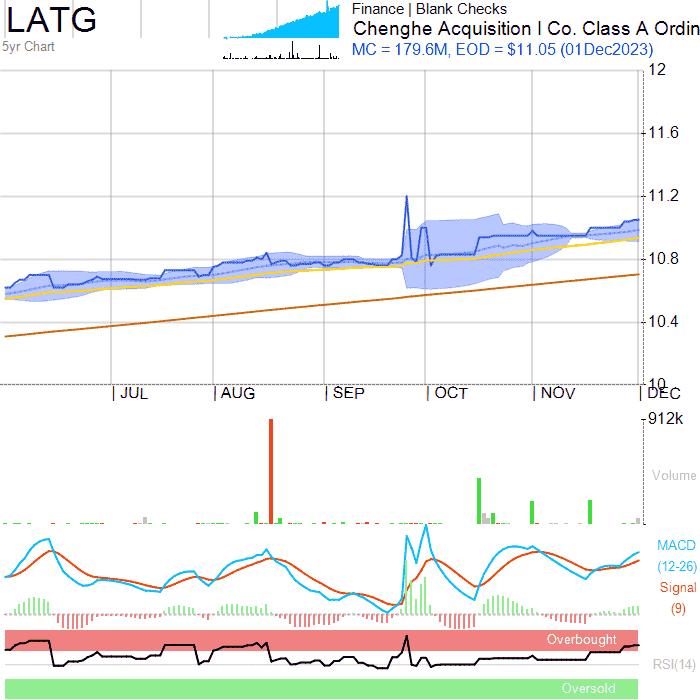 LATG
5yr Chart
Finance | Blank Checks
Chenghe Acquisition I Co. Class A Ordin
MC = 179.6M, EOD = $11.05 (01Dec2023)
12
11.6
11.2
10.8
10.4
10
| JUL | AUG | SEP | OCT | NOV | DEC
912k
Volume
MACD
(12-26)
Signal
(9)
Overbought
RSI(14)
Oversold